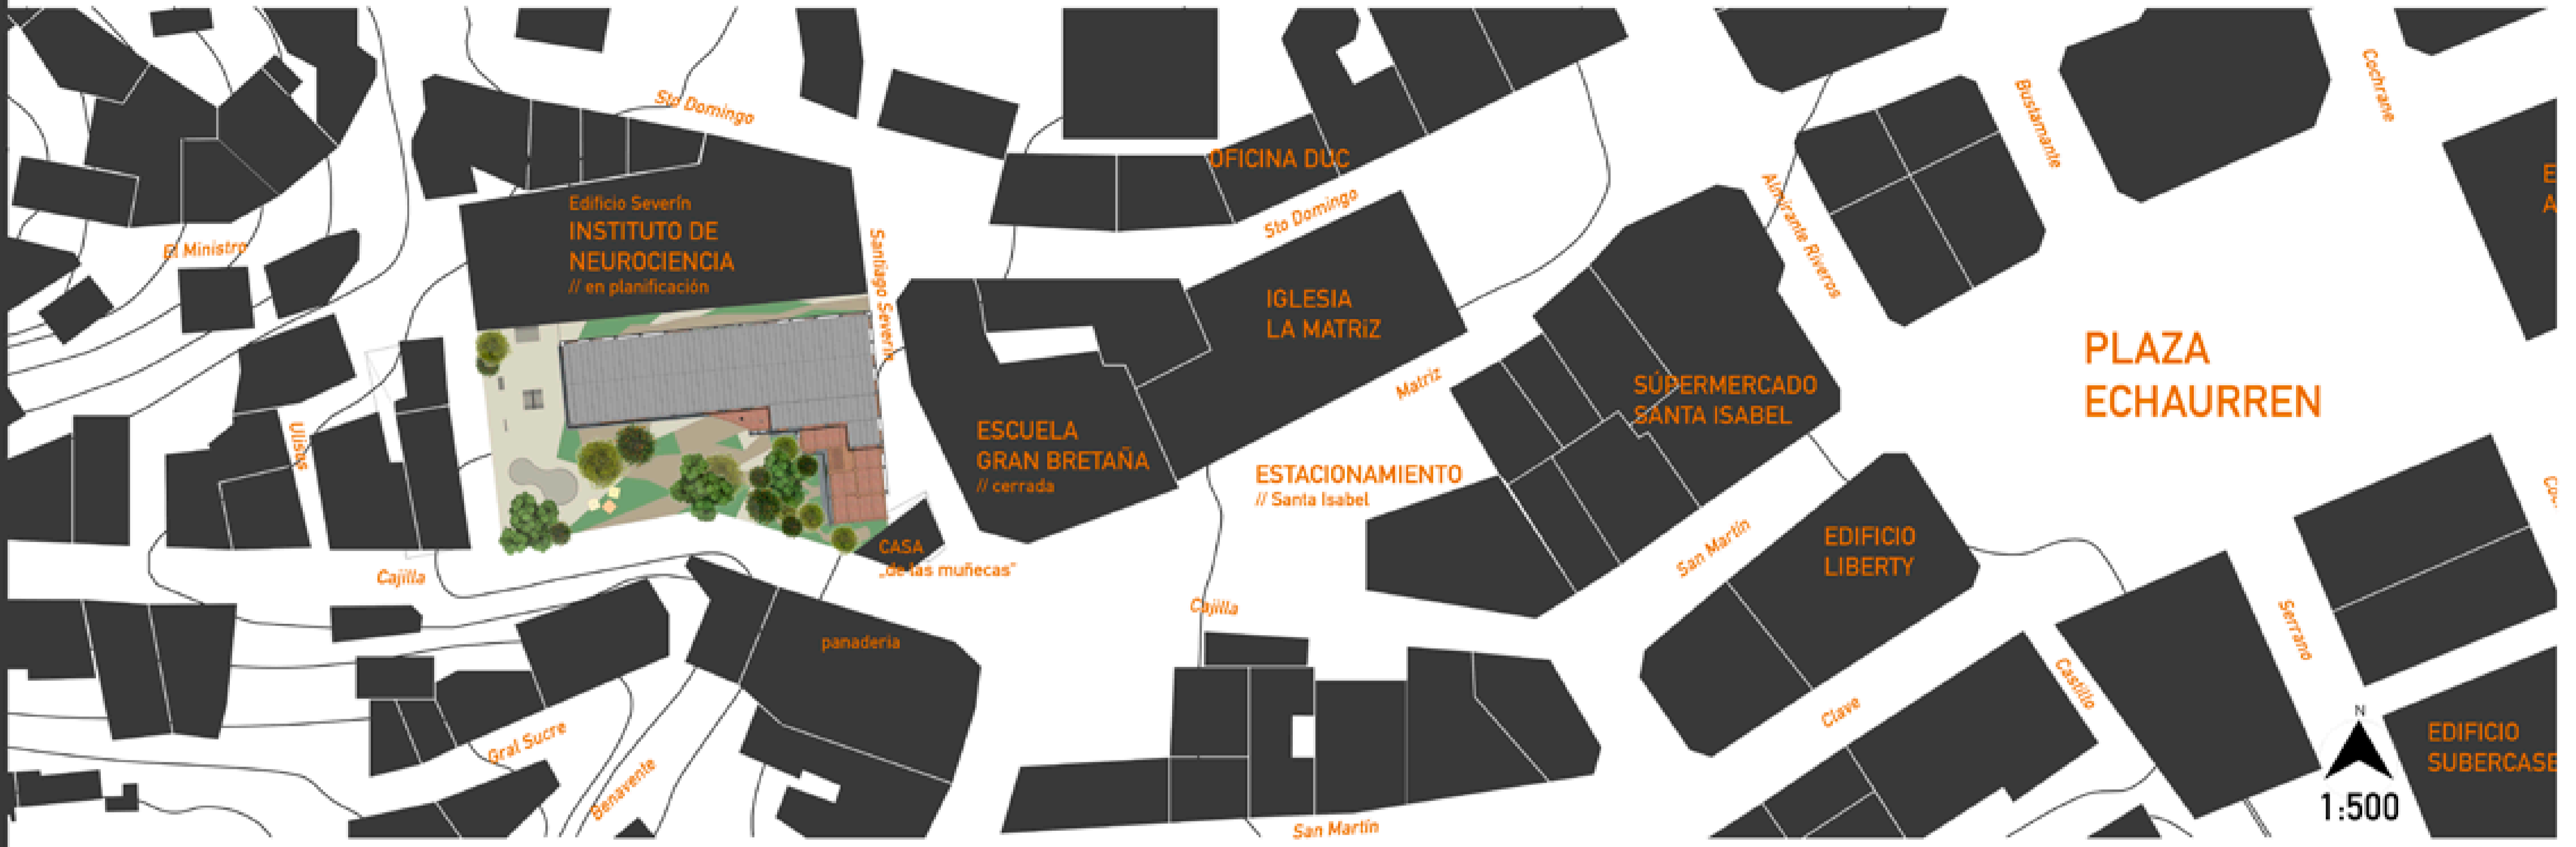 Sto Domingo
Cochrane
Bustamante
OFICINA DUC
Edificio Severín
INSTITUTO DE
NEUROCIENCIA
// en planificación
Santiago Severin
Sto Domingo
Almirante Riveros
El Ministro
IGLESIA
LA MATRiZ
PLAZA
ECHAURREN
Matriz
SÚPERMERCADO
SANTA ISABEL
Ulises
ESCUELA
GRAN BRETAÑA
// cerrada
ESTACIONAMIENTO
// Santa Isabel
San Martín
EDIFICIO
LIBERTY
CASA
„de las muñecas"
Cajilla
Cajilla
panaderia
Serrano
Castillo
Clave
Gral Sucre
Benavente
San Martín
N
1:500
EDIFICIO
SUBERCASE